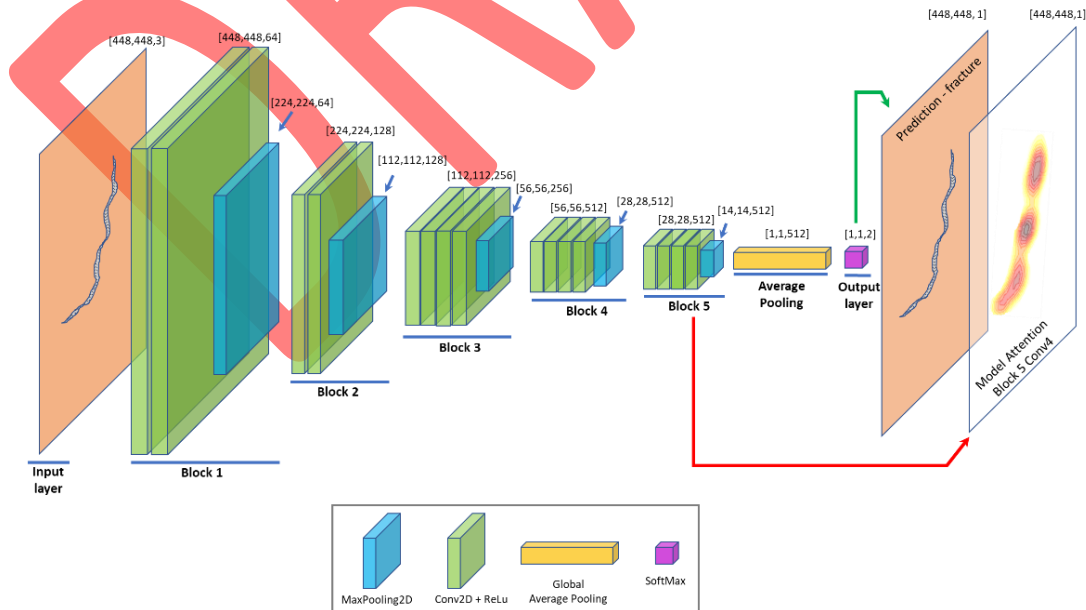 [448,448,3]
[448,448,64]
[224,224,64]
[224,224,128]
[112,112,128]
[112,112,256]
[56,56,256]
[56,56,512]
[28,28,512]
[28,28,512]
[14,14,512]
[1,1,512]
[1,1,2]
[448,448,1]
[448,448,1]
Prediction - fracture
Model Attention
Block 5 Conv4
Input
layer
Block 1
Block 2
Block 3
Block 4
Block 5
Average
Pooling
Output
layer
MaxPooling2D
Conv2D + ReLu
Global
Average Pooling
SoftMax